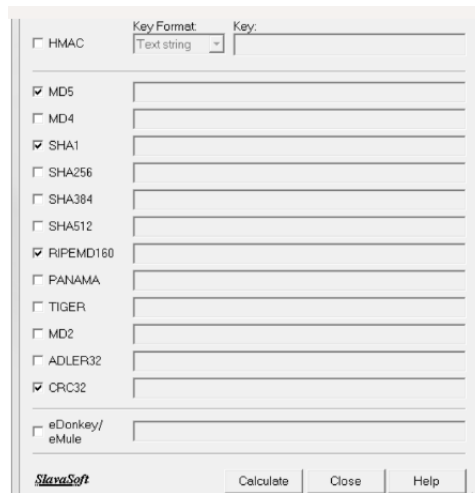 Key Format: Key:
HMAC Text string
MD5
MD4
SHA1
SHA256
SHA384
SHA512
RIPEMD160
PANAMA
TIGER
MD2
ADLER32
CRC32
eDonkey/
eMule
SlavaSoft Calculate Close Help